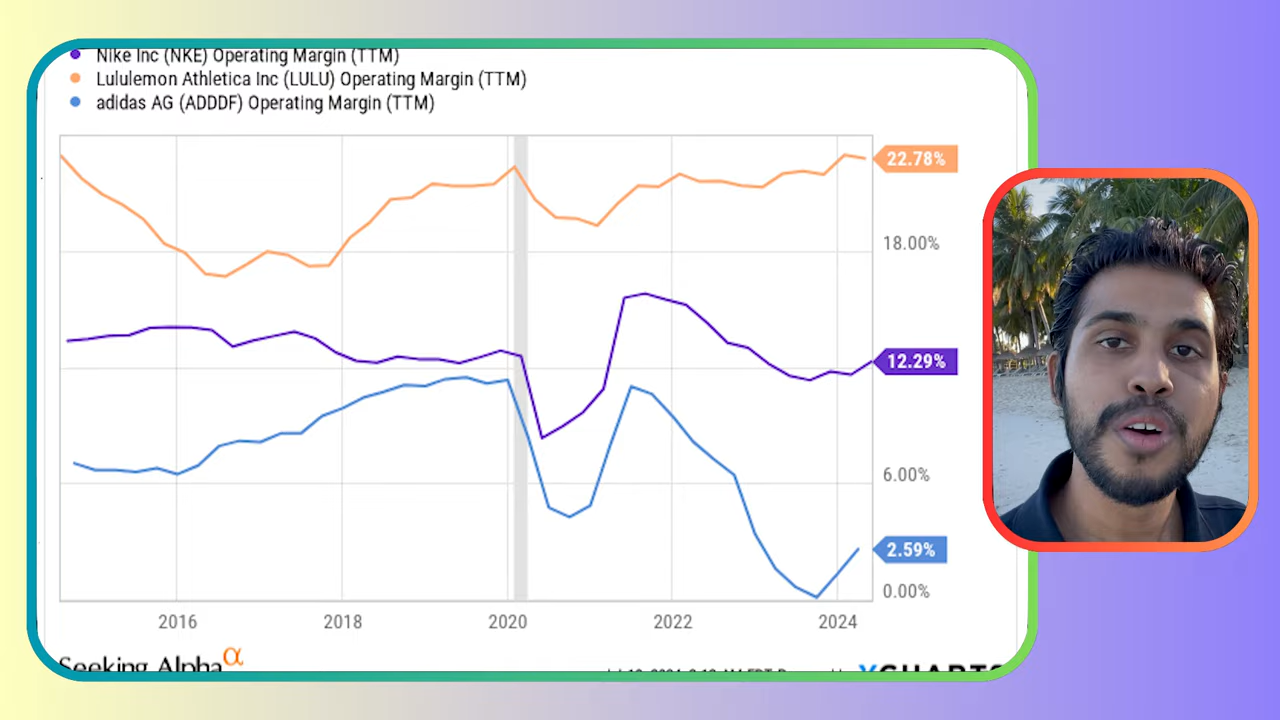 Nike Inc (NKE) Operating Margin (TTM)
Lululemon Athletica Inc (LULU) Operating Margin (TTM)
adidas AG (ADDDF) Operating Margin (TTM)
22.78%
18.00%
12.29%
6.00%
2.59%
0.00%
2016 2018 2020 2022 2024
Seeking Alpha α
YCHARTS